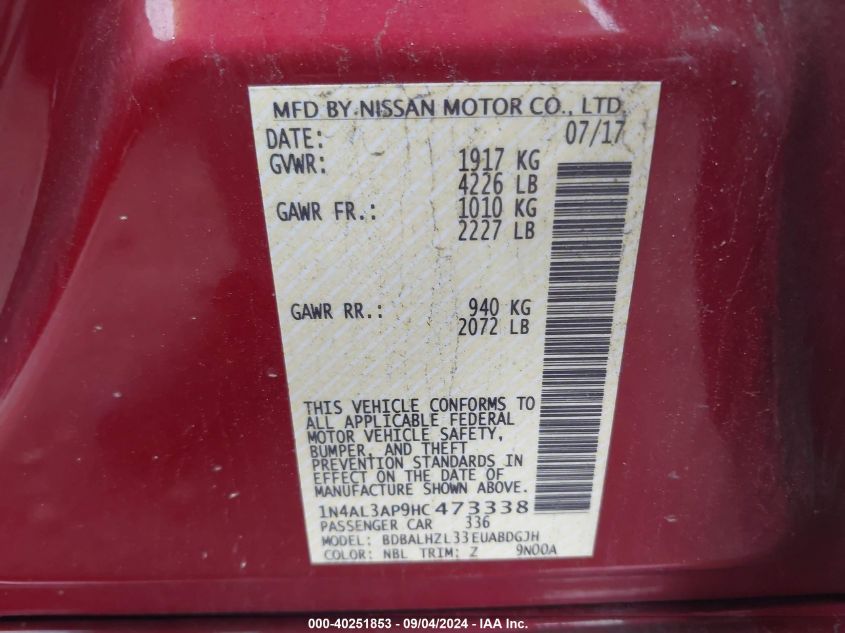 MFD BY NISSAN MOTOR CO., LTD.
DATE: 07/17
GVWR: 1917 KG
4226 LB
GAWR FR.: 1010 KG
2227 LB
GAWR RR.: 940 KG
2072 LB
THIS VEHICLE CONFORMS TO
ALL APPLICABLE FEDERAL
MOTOR VEHICLE SAFETY,
BUMPER, AND THEFT
PREVENTION STANDARDS IN
EFFECT ON THE DATE OF
MANUFACTURE SHOWN ABOVE.
1N4AL3AP9HC473338
PASSENGER CAR 336
MODEL: BDBALHZL33EUABDGJH
COLOR: NBL TRIM: Z 9N00A
000-40251853 - 09/04/2024 - IAA Inc.